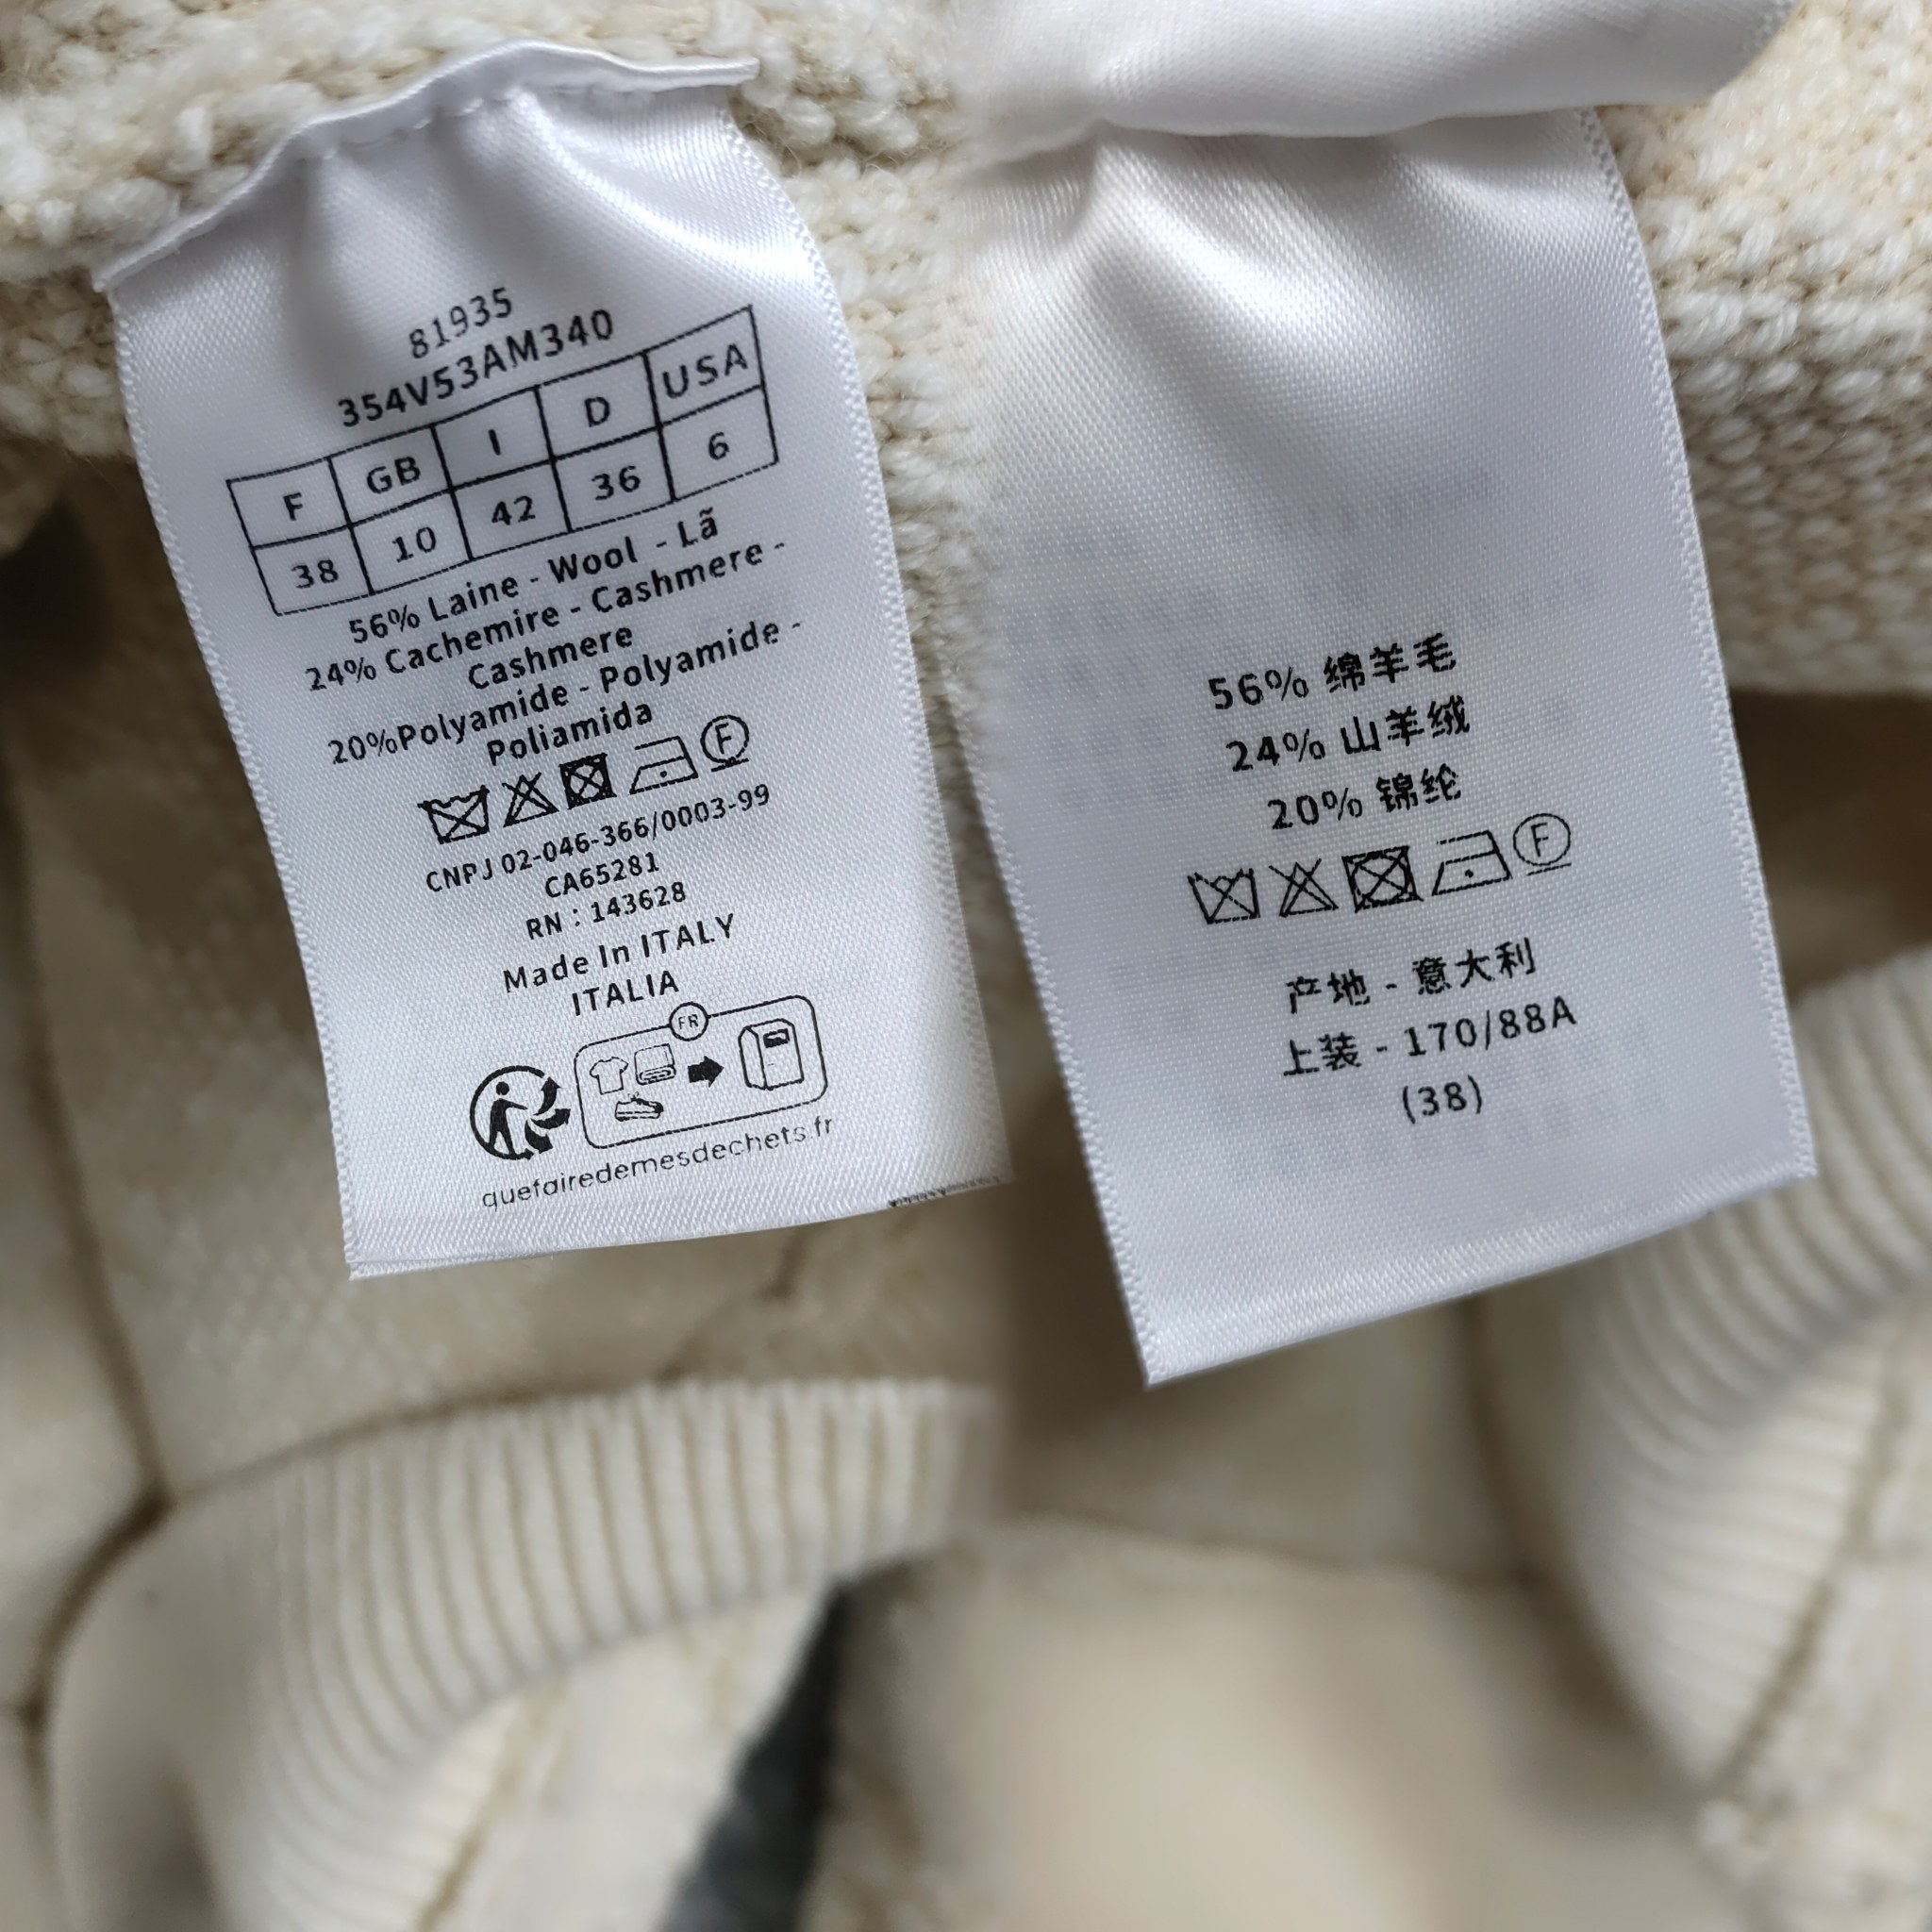 81935
354V53AM340
F GB I D USA
38 10 42 36 6
56% Laine - Wool - Lã
24% Cachemire - Cashmere -
Cashmere
20%Polyamide - Polyamide -
Poliamida
F
CNPJ 02-046-366/0003-99
CA65281
RN : 143628
Made In ITALY
ITALIA
FR
quefairedemesdechets.fr
56% 绵羊毛
24% 山羊绒
20% 锦纶
F
产地 - 意大利
上装 - 170/88A
(38)